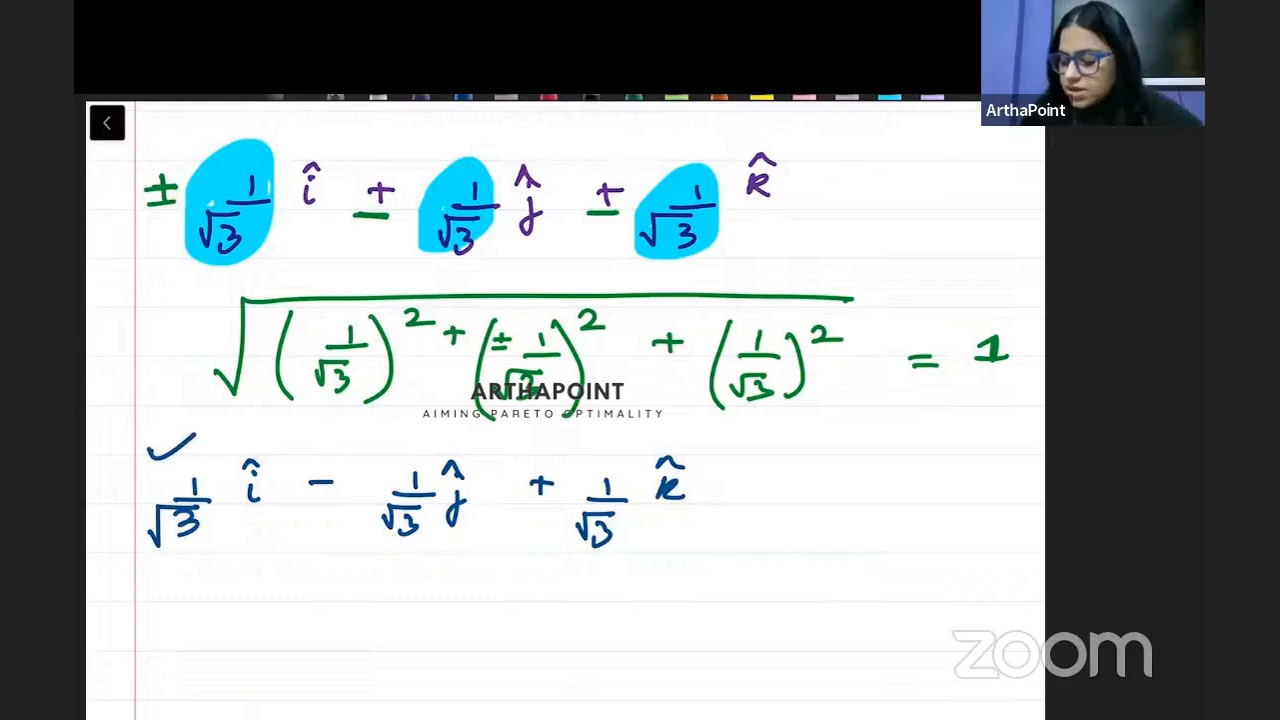 ArthaPoint
± 1/√3 î ± 1/√3 ĵ ± 1/√3 k̂
√((1/√3)² + (± 1/√3)² + (1/√3)²) = 1
ARTHAPOINT
AIMING PARETO OPTIMALITY
✓
1/√3 î - 1/√3 ĵ + 1/√3 k̂
zoom